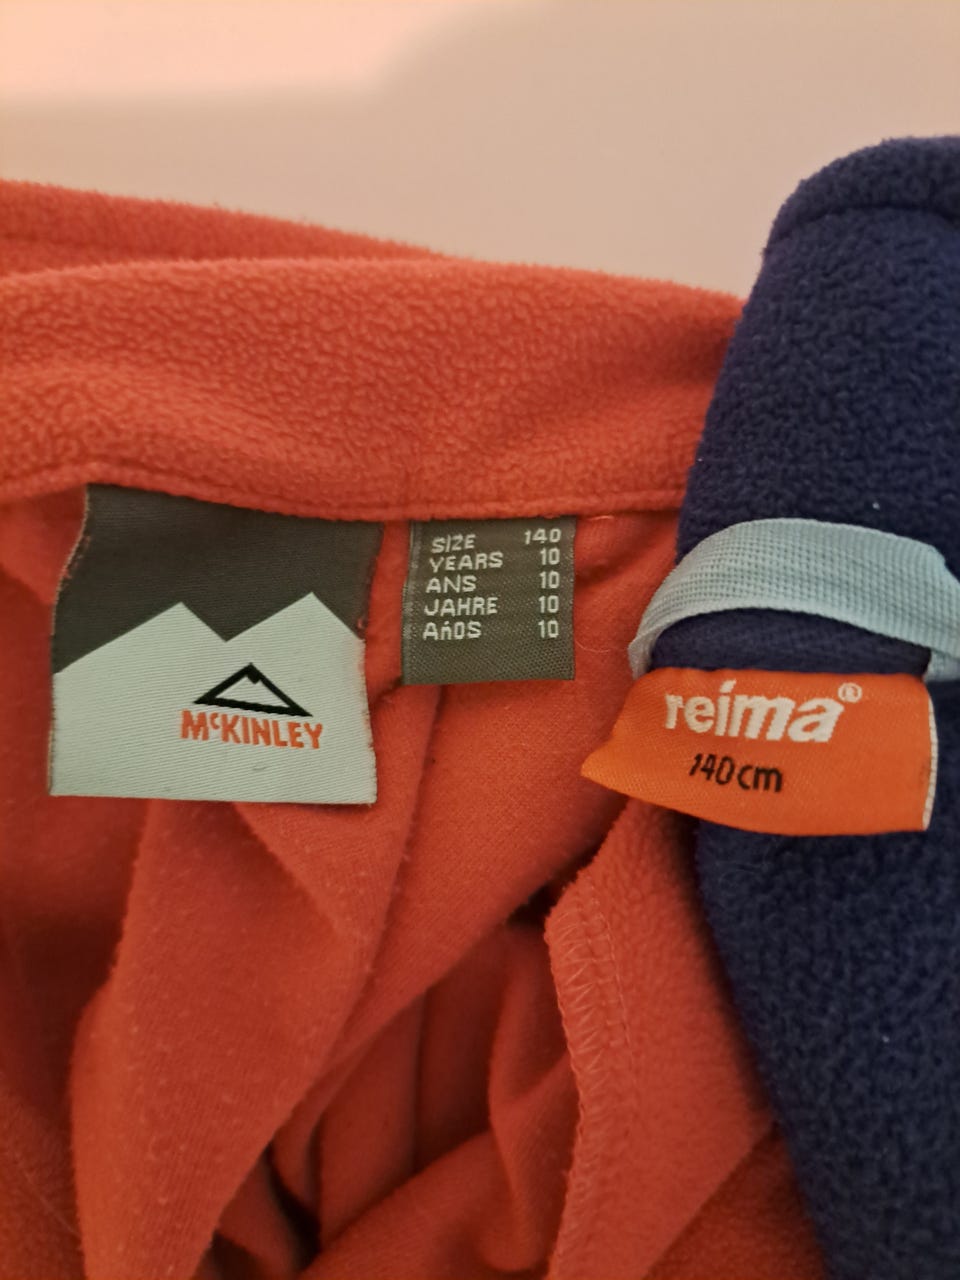 McKINLEY
SIZE 140
YEARS 10
ANS 10
JAHRE 10
AñOS 10
reima®
140cm